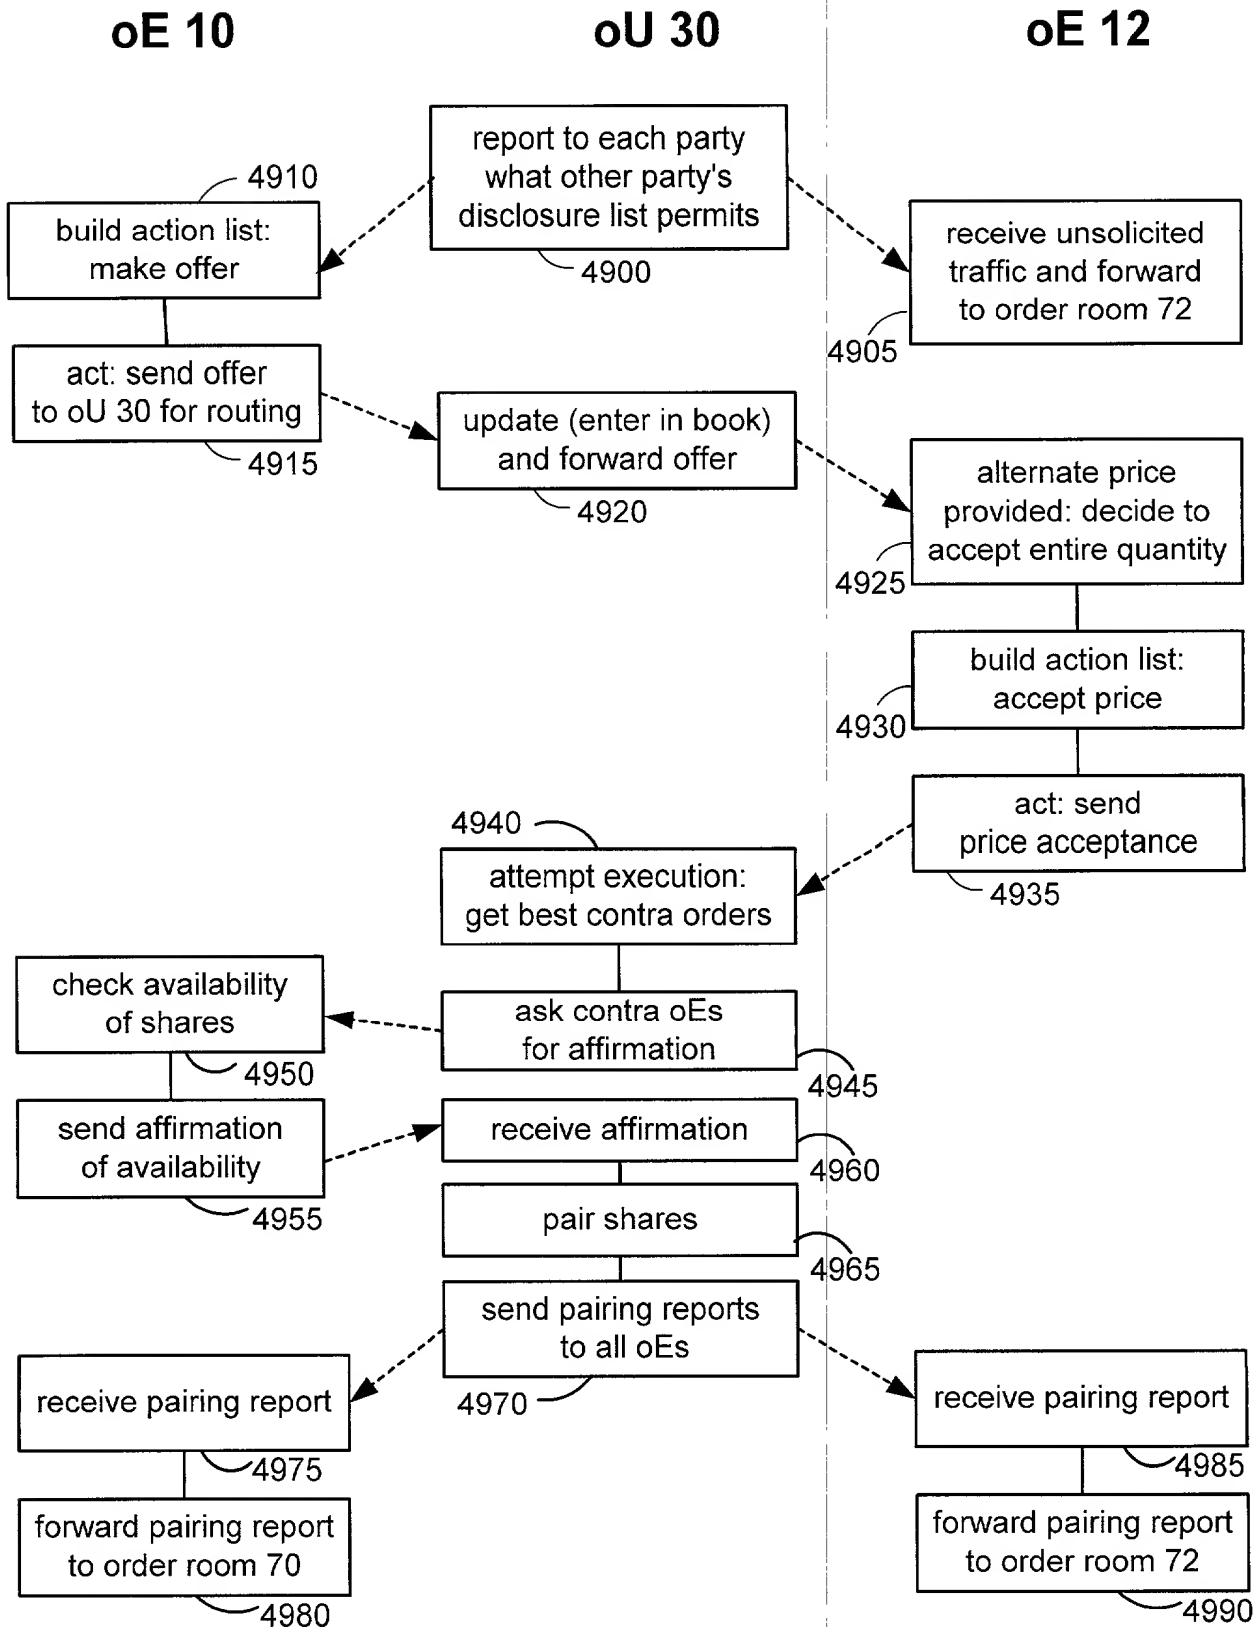 oE 10
oU 30
oE 12
report to each party
what other party's
disclosure list permits
4900
4910
build action list:
make offer
receive unsolicited
traffic and forward
to order room 72
4905
act: send offer
to oU 30 for routing
4915
update (enter in book)
and forward offer
4920
alternate price
provided: decide to
accept entire quantity
4925
build action list:
accept price
4930
act: send
price acceptance
4935
4940
attempt execution:
get best contra orders
ask contra oEs
for affirmation
4945
check availability
of shares
4950
send affirmation
of availability
4955
receive affirmation
4960
pair shares
4965
send pairing reports
to all oEs
4970
receive pairing report
4975
forward pairing report
to order room 70
4980
receive pairing report
4985
forward pairing report
to order room 72
4990